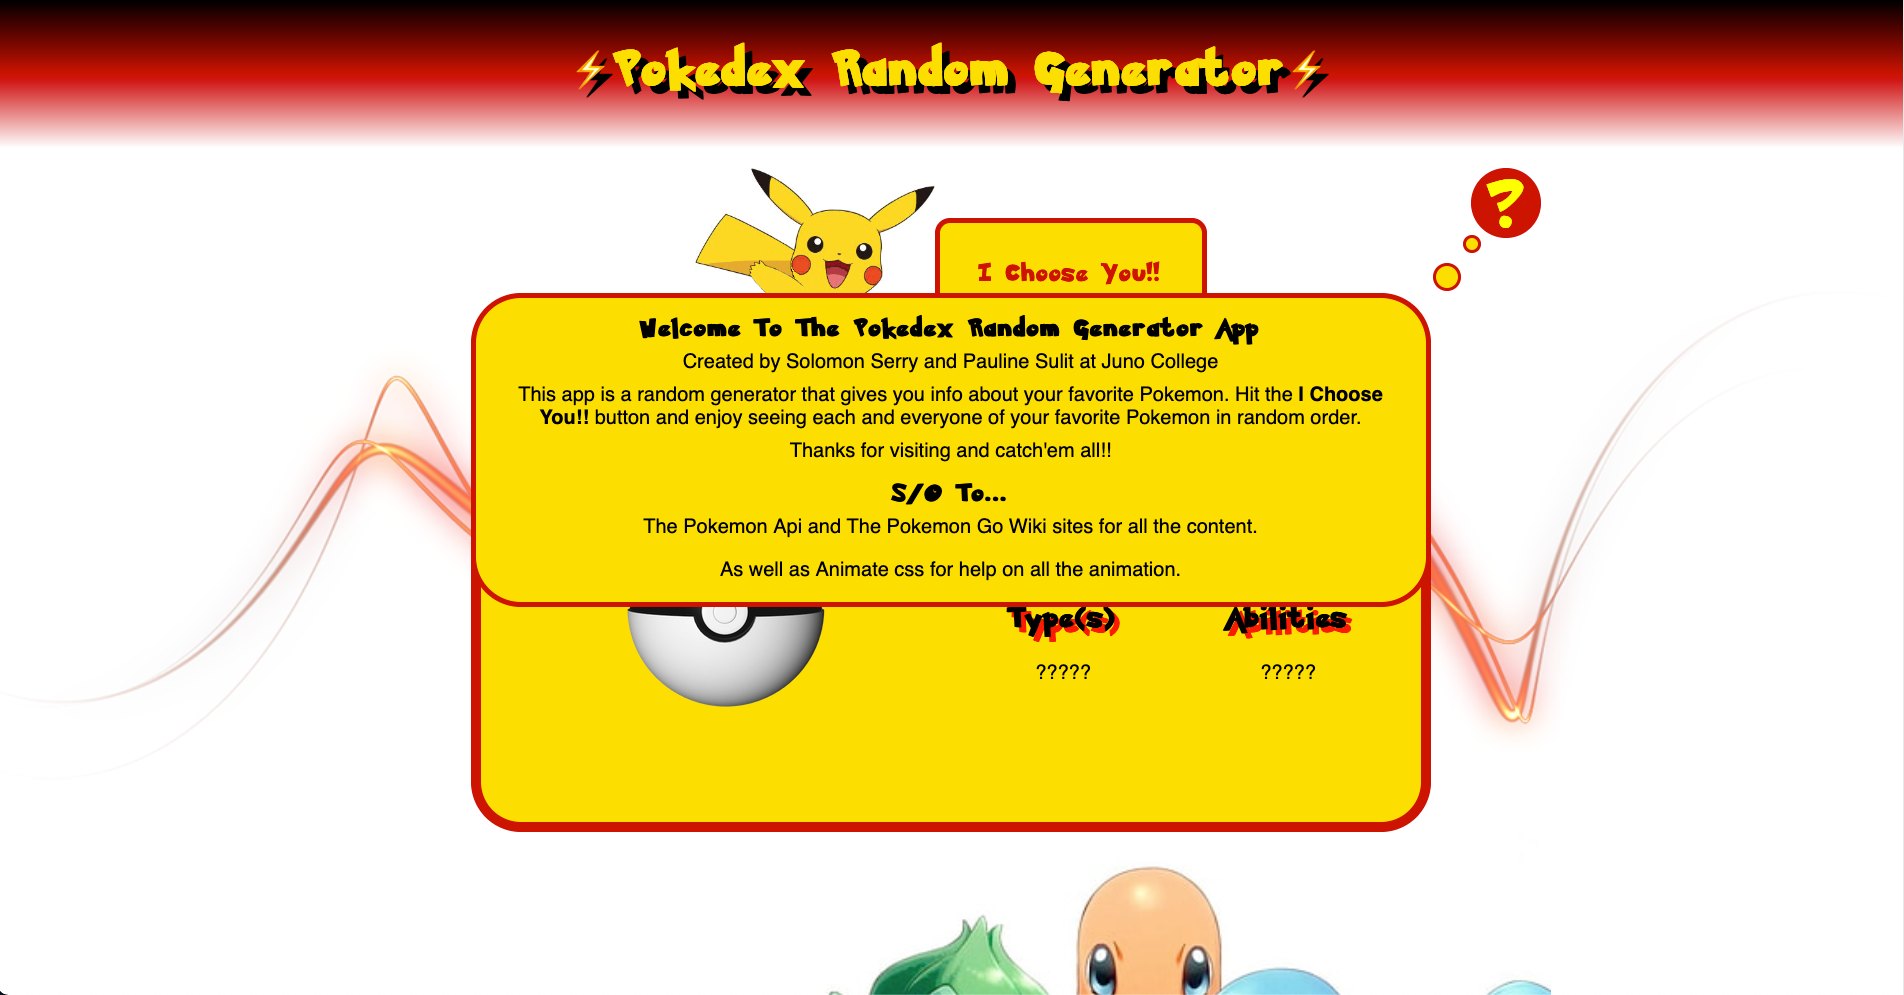 ⚡Pokedex Random Generator⚡
?
I Choose You!!
Welcome To The Pokedex Random Generator App
Created by Solomon Serry and Pauline Sulit at Juno College
This app is a random generator that gives you info about your favorite Pokemon. Hit the I Choose
You!! button and enjoy seeing each and everyone of your favorite Pokemon in random order.
Thanks for visiting and catch'em all!!
S/O To...
The Pokemon Api and The Pokemon Go Wiki sites for all the content.
As well as Animate css for help on all the animation.
Type(s) Abilities
????? ?????